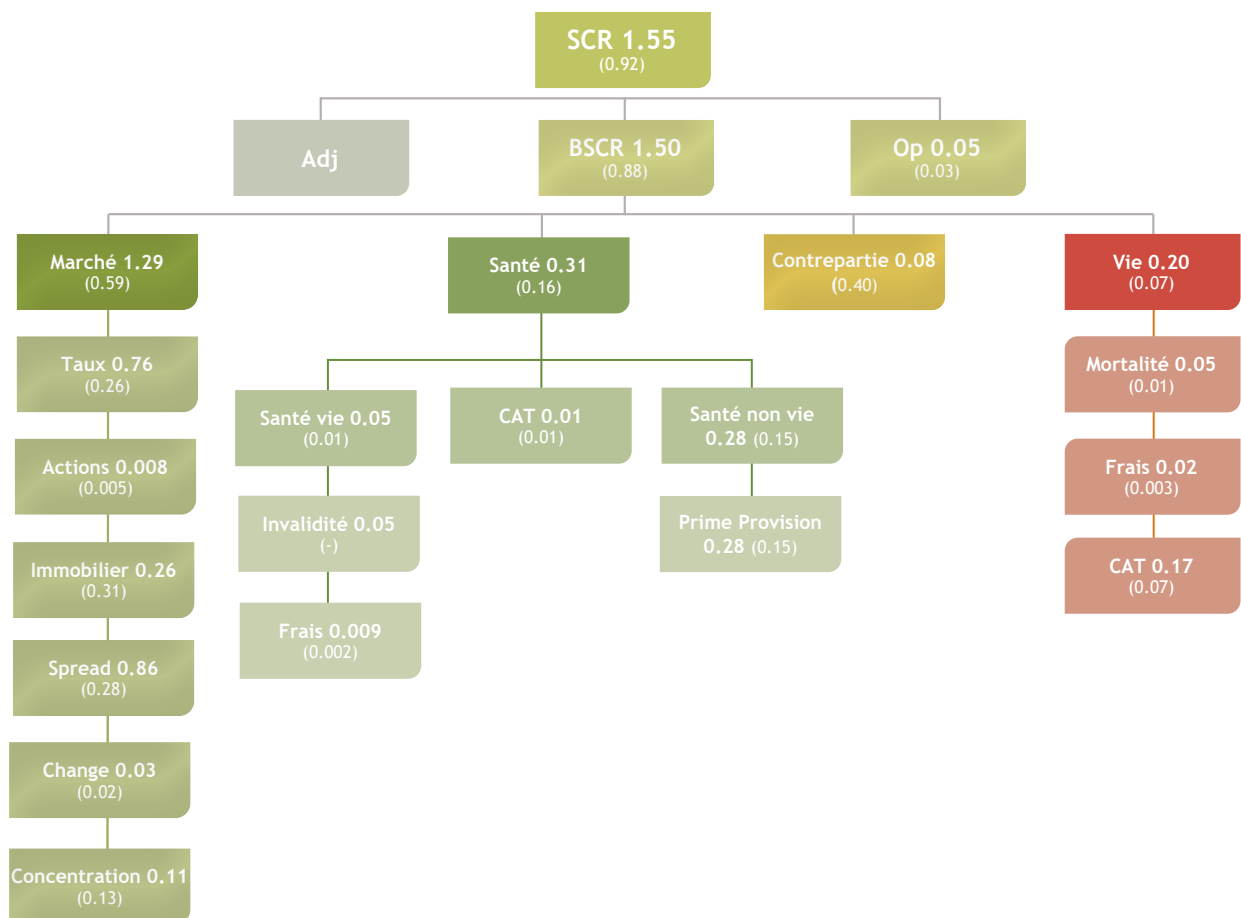 SCR 1.55
(0.92)
Adj
BSCR 1.50
(0.88)
Op 0.05
(0.03)
Marché 1.29
(0.59)
Santé 0.31
(0.16)
Contrepartie 0.08
(0.40)
Vie 0.20
(0.07)
Taux 0.76
(0.26)
Actions 0.008
(0.005)
Immobilier 0.26
(0.31)
Spread 0.86
(0.28)
Change 0.03
(0.02)
Concentration 0.11
(0.13)
Santé vie 0.05
(0.01)
Invalidité 0.05
(-)
Frais 0.009
(0.002)
CAT 0.01
(0.01)
Santé non vie
0.28 (0.15)
Prime Provision
0.28 (0.15)
Mortalité 0.05
(0.01)
Frais 0.02
(0.003)
CAT 0.17
(0.07)